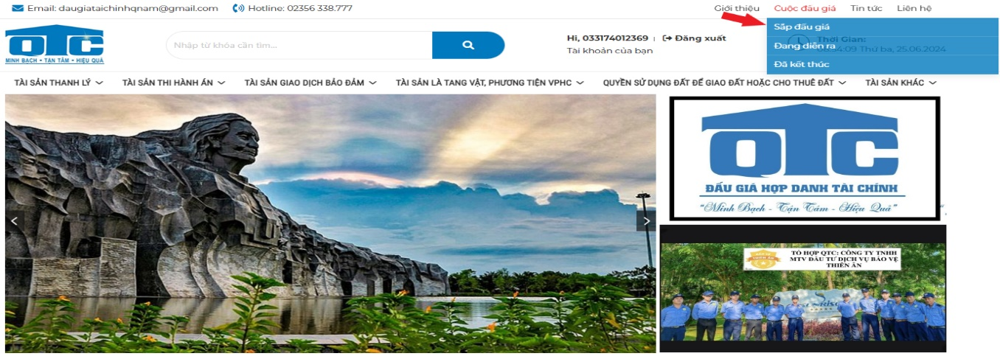 Email: daugiataichinhqnam@gmail.com
Hotline: 02356 338.777
Giới thiệu
Cuộc đấu giá
Tin tức
Liên hệ
Sắp đấu giá
Đang diễn ra
Đã kết thúc
QTC
MINH BẠCH • TẬN TÂM • HIỆU QUẢ
Nhập từ khóa cần tìm...
Hi, 033174012369 | Đăng xuất
Tài khoản của bạn
Thời Gian:
4:09 Thứ ba, 25.06.2024
TÀI SẢN THANH LÝ
TÀI SẢN THI HÀNH ÁN
TÀI SẢN GIAO DỊCH BẢO ĐẢM
TÀI SẢN LÀ TANG VẬT, PHƯƠNG TIỆN VPHC
QUYỀN SỬ DỤNG ĐẤT ĐỂ GIAO ĐẤT HOẶC CHO THUÊ ĐẤT
TÀI SẢN KHÁC
QTC
ĐẤU GIÁ HỢP DANH TÀI CHÍNH
“Minh Bạch - Tận Tâm - Hiệu Quả”
TỔ HỢP QTC: CÔNG TY TNHH
MTV ĐẦU TƯ DỊCH VỤ BẢO VỆ
THIÊN ÂN